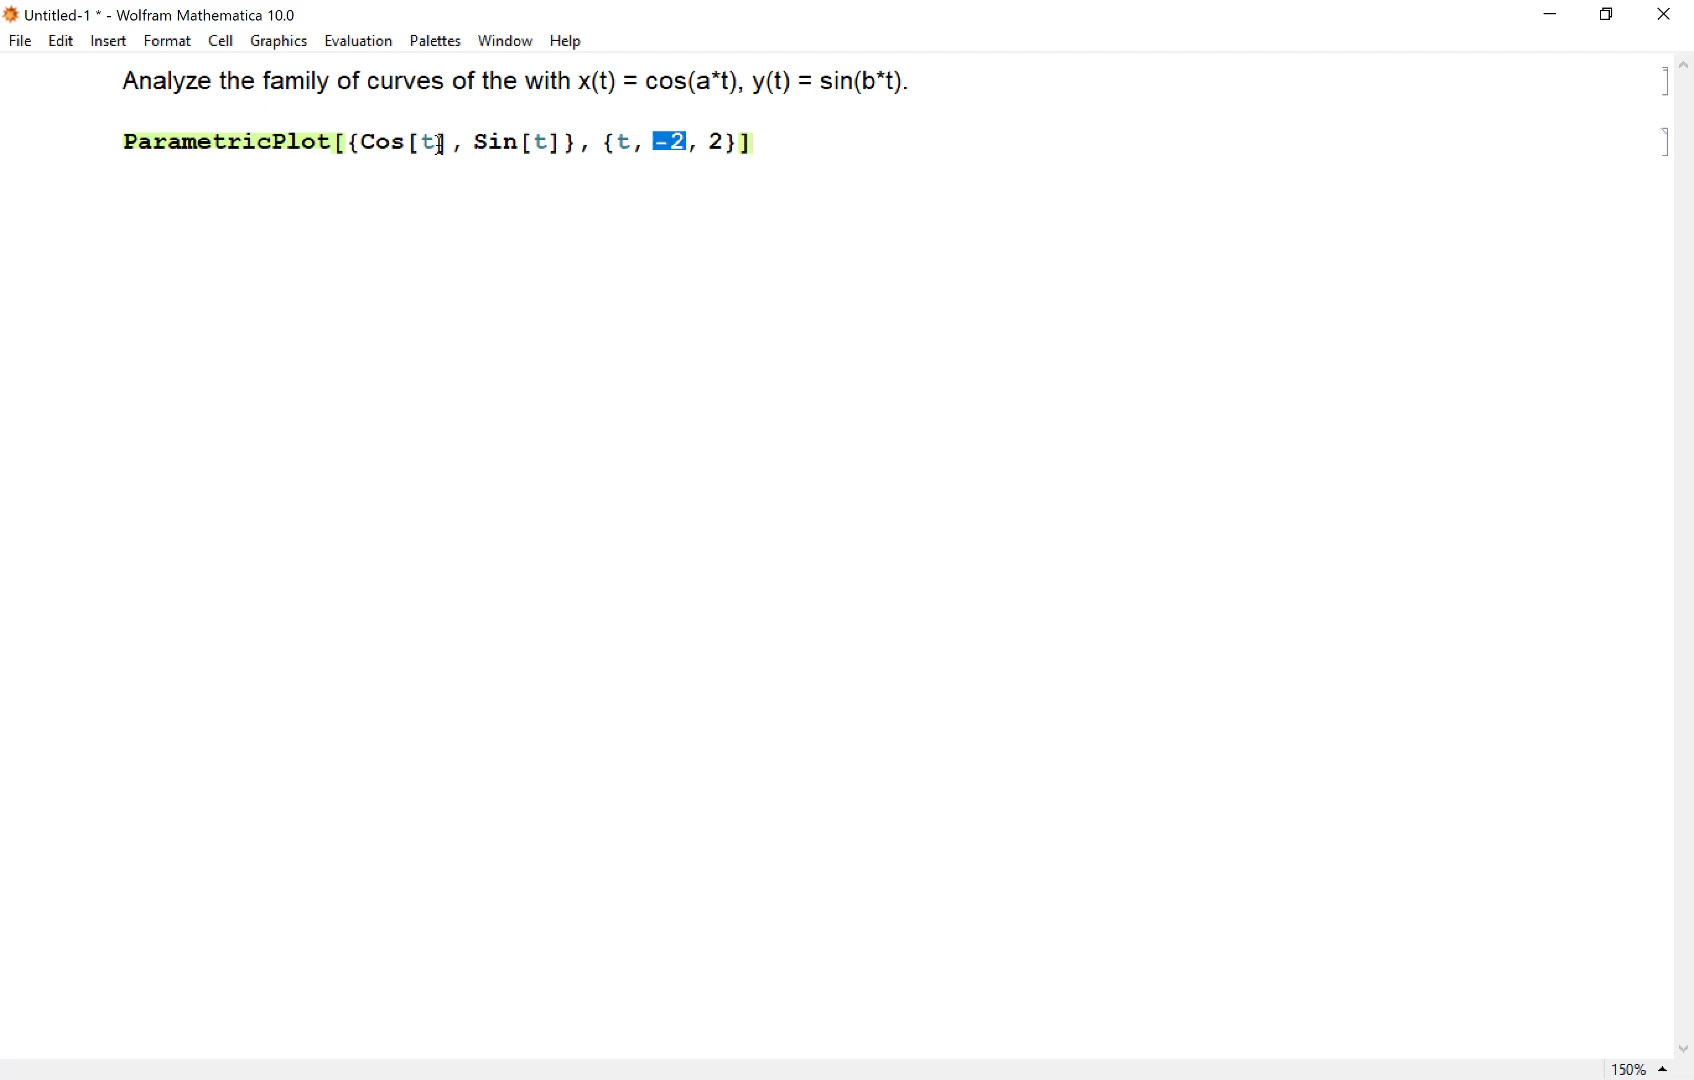 Untitled-1 * - Wolfram Mathematica 10.0
File Edit Insert Format Cell Graphics Evaluation Palettes Window Help
Analyze the family of curves of the with x(t) = cos(a*t), y(t) = sin(b*t).
ParametricPlot[{Cos[t], Sin[t]}, {t, -2, 2}]
150%